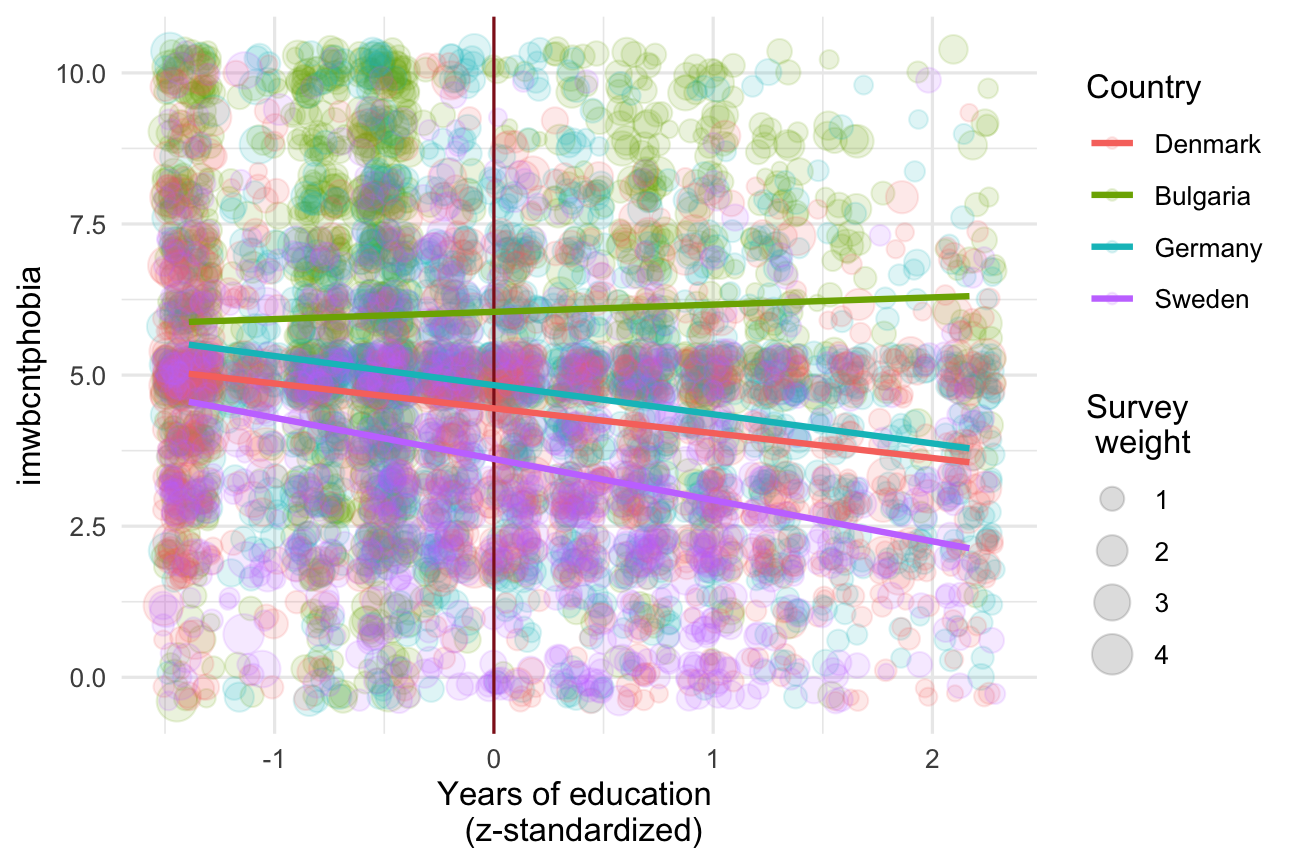 imwbcntphobia
10.0
7.5
5.0
2.5
0.0
-1
0
1
2
Years of education
(z-standardized)
Country
Denmark
Bulgaria
Germany
Sweden
Survey
weight
1
2
3
4